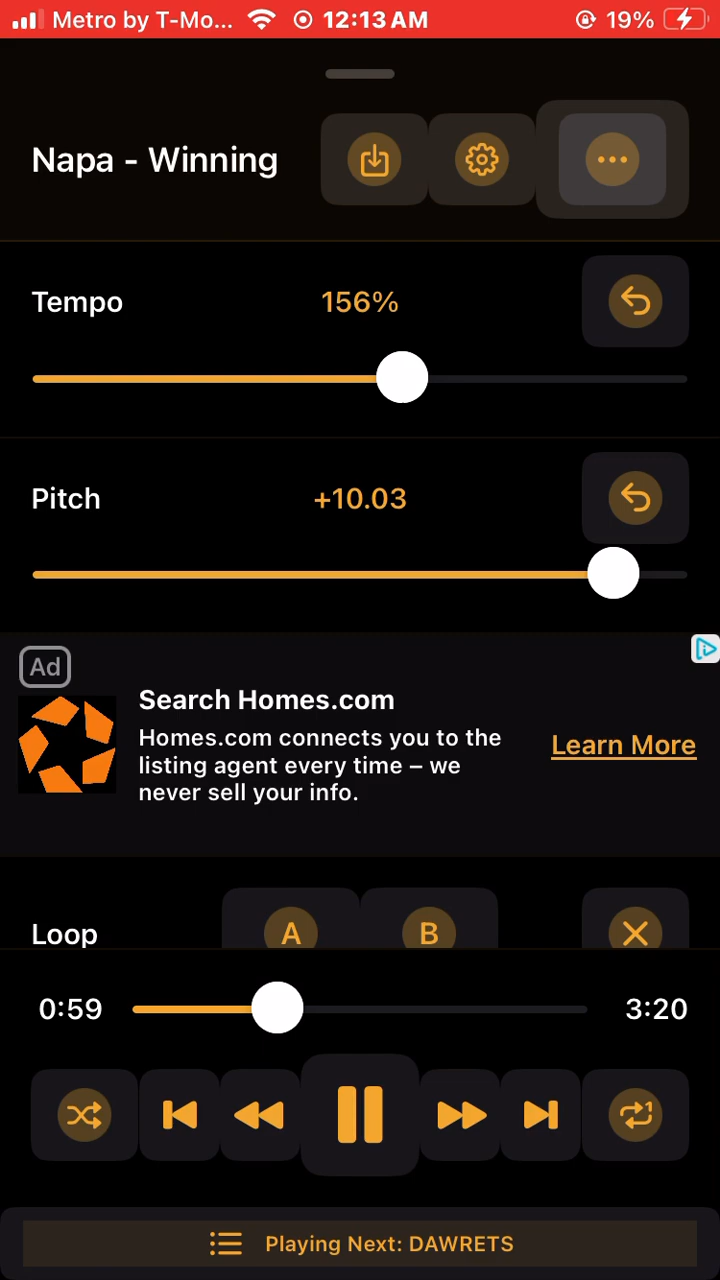 Metro by T-Mo... 12:13 AM 19%
Napa - Winning
Tempo 156%
Pitch +10.03
Ad
Search Homes.com
Homes.com connects you to the
listing agent every time – we
never sell your info.
Learn More
Loop A B
0:59 3:20
1
Playing Next: DAWRETS